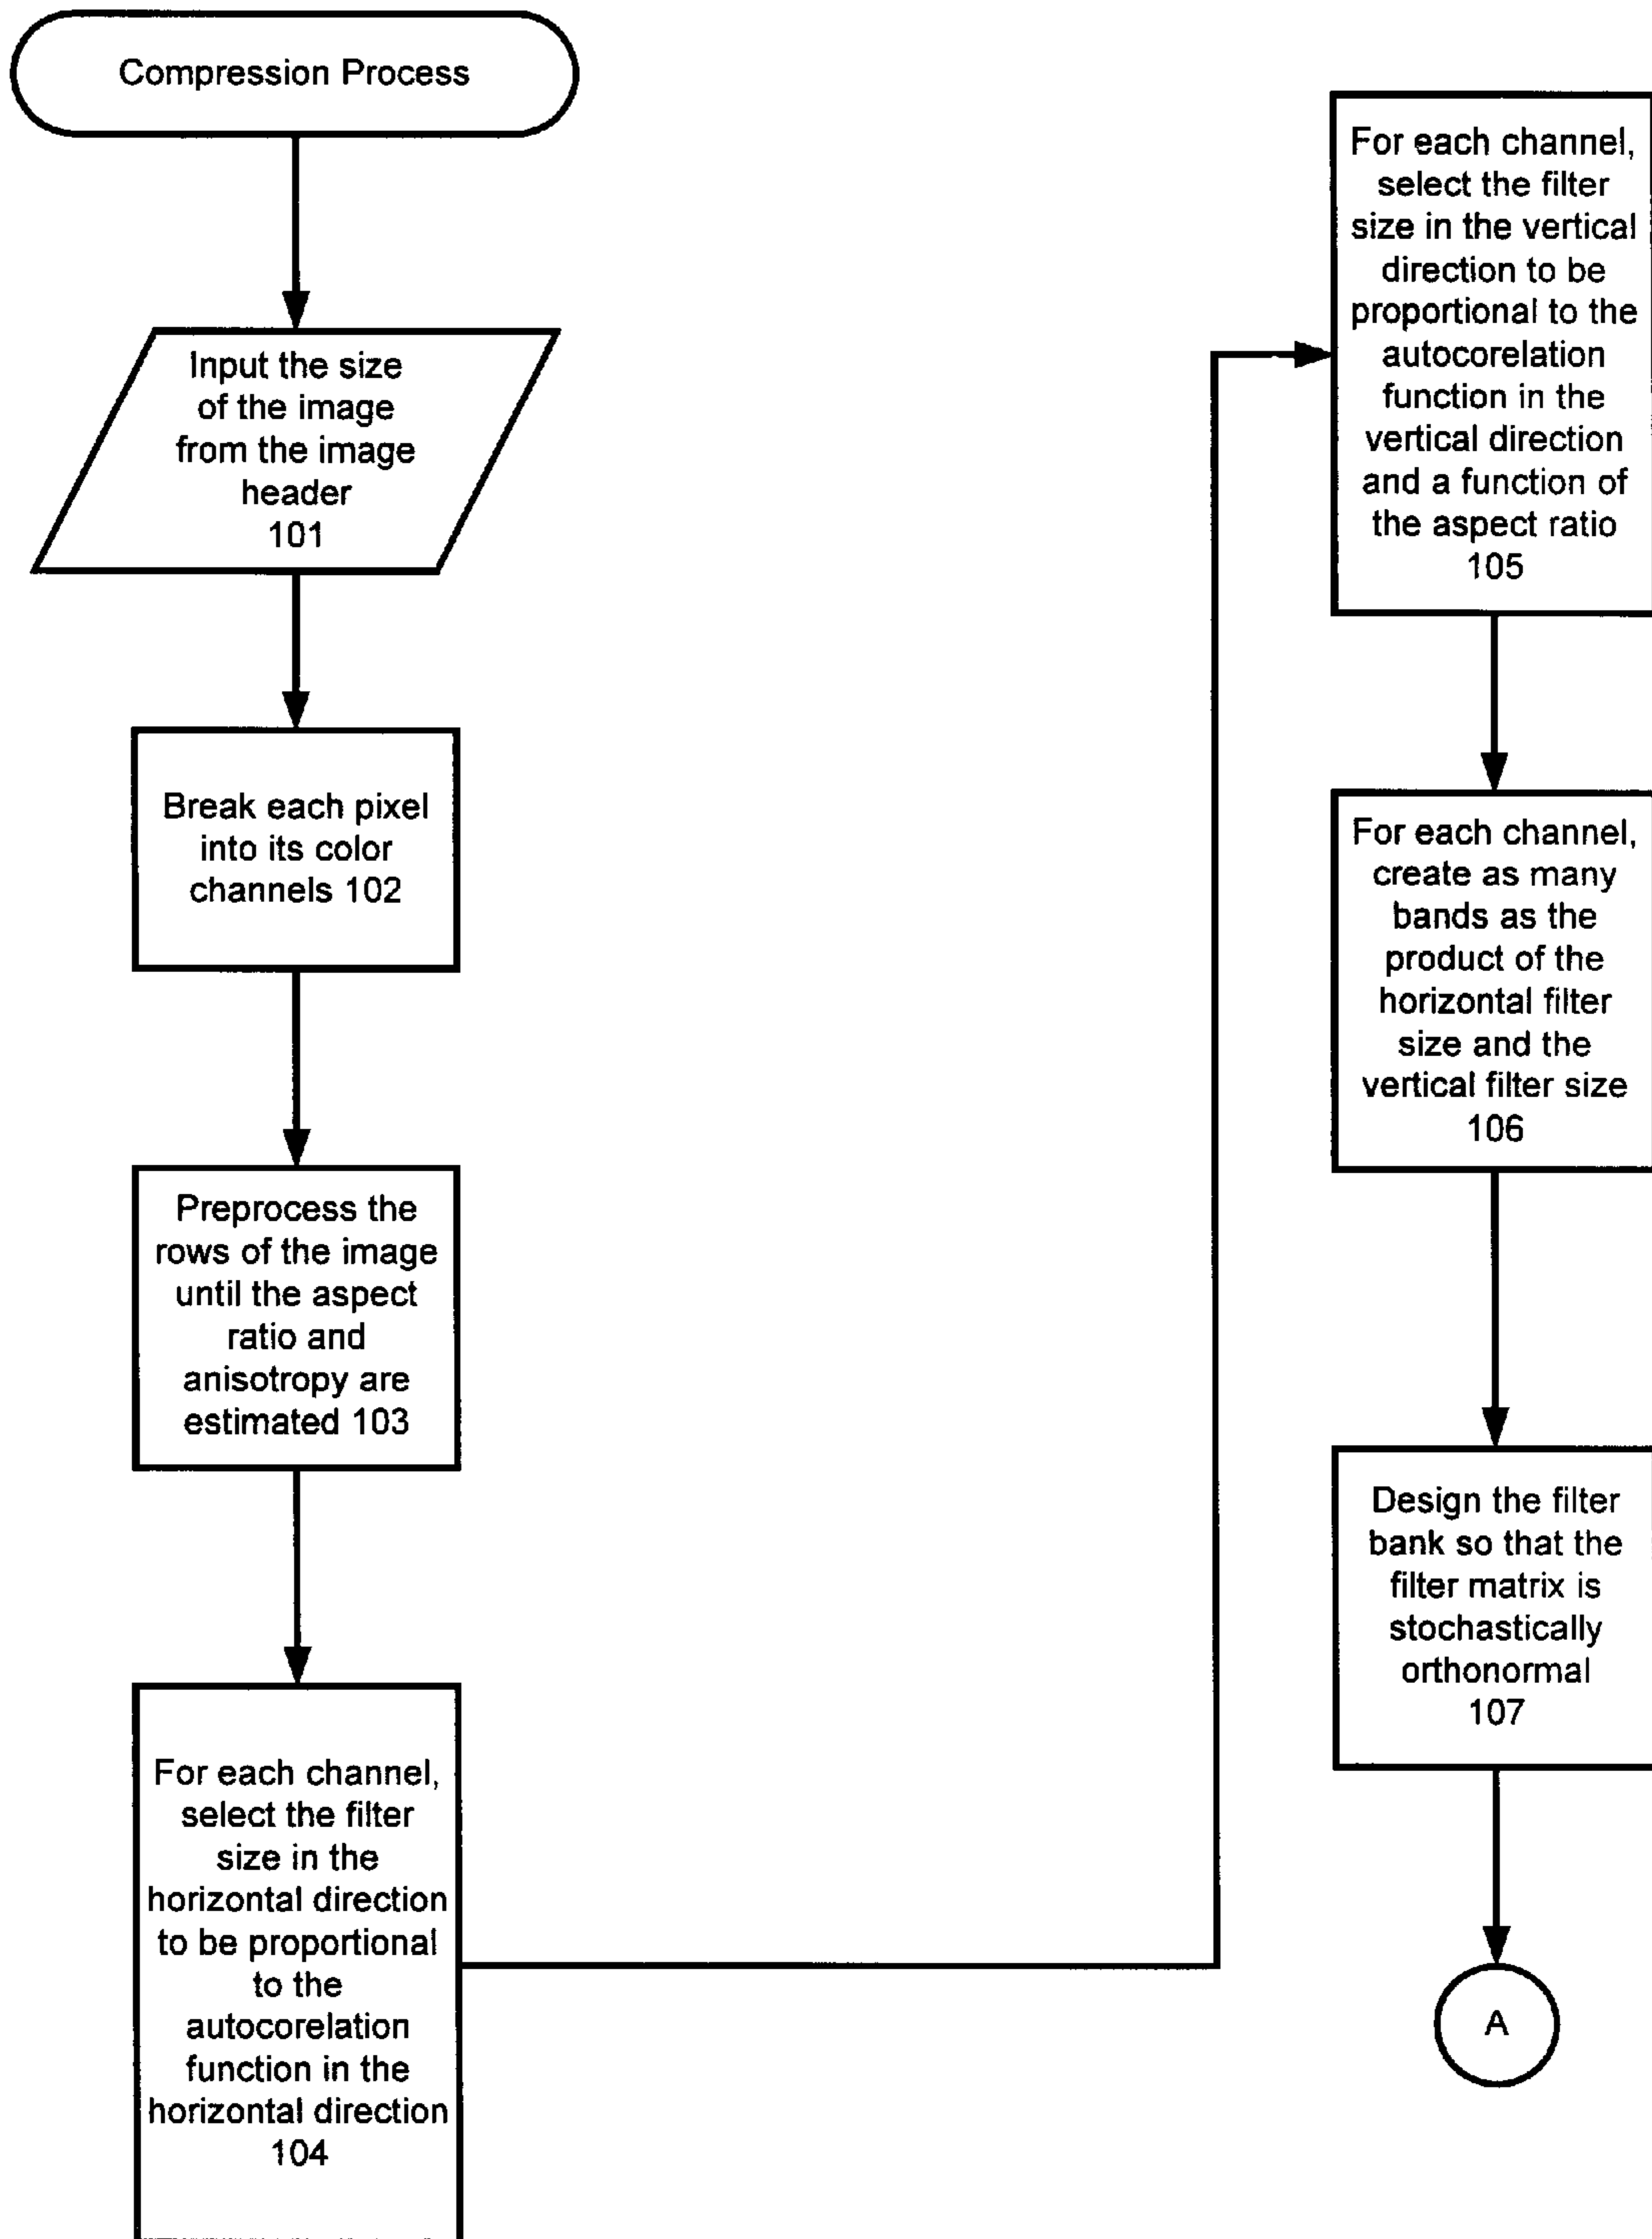 Compression Process
Input the size
of the image
from the image
header
101
Break each pixel
into its color
channels 102
Preprocess the
rows of the image
until the aspect
ratio and
anisotropy are
estimated 103
For each channel,
select the filter
size in the
horizontal direction
to be proportional
to the
autocorelation
function in the
horizontal direction
104
For each channel,
select the filter
size in the vertical
direction to be
proportional to the
autocorelation
function in the
vertical direction
and a function of
the aspect ratio
105
For each channel,
create as many
bands as the
product of the
horizontal filter
size and the
vertical filter size
106
Design the filter
bank so that the
filter matrix is
stochastically
orthonormal
107
A